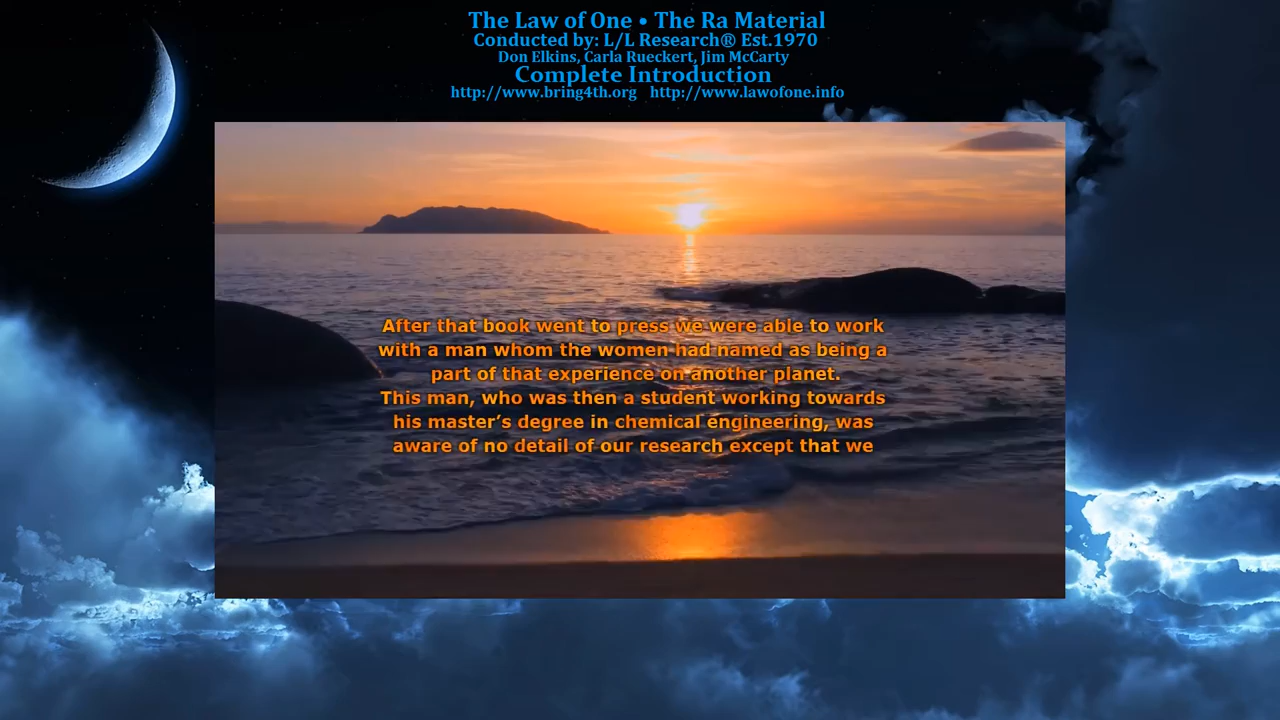 The Law of One • The Ra Material
Conducted by: L/L Research® Est.1970
Don Elkins, Carla Rueckert, Jim McCarty
Complete Introduction
http://www.bring4th.org http://www.lawofone.info
After that book went to press we were able to work
with a man whom the women had named as being a
part of that experience on another planet.
This man, who was then a student working towards
his master’s degree in chemical engineering, was
aware of no detail of our research except that we